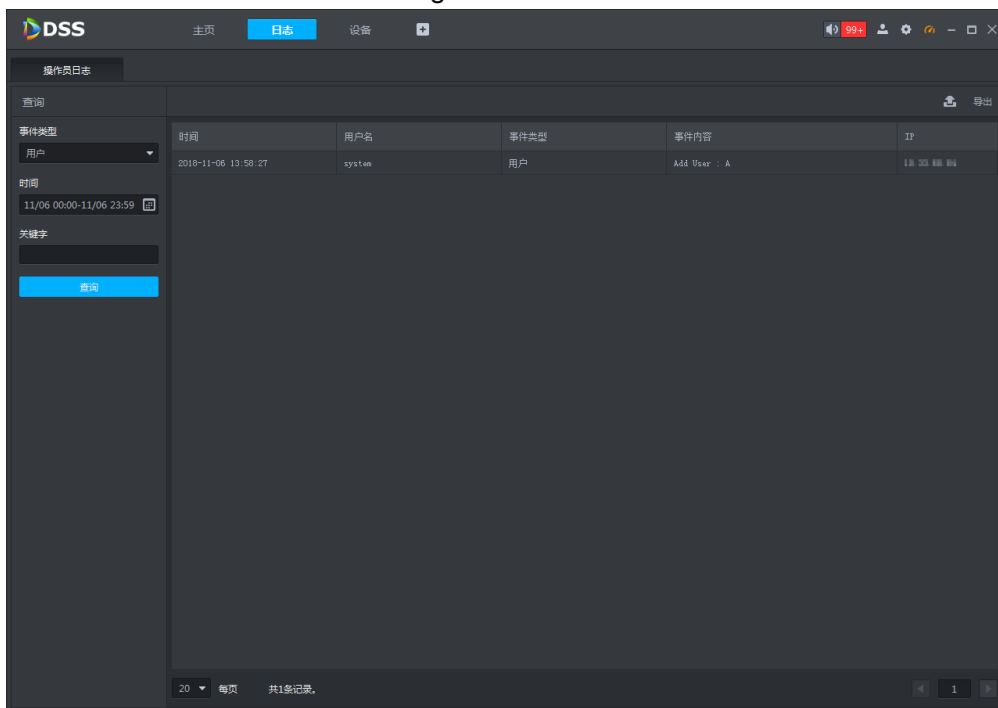 DSS 主页 日志 设备 99+
操作员日志
查询 导出
事件类型
用户
时间
11/06 00:00-11/06 23:59
关键字
查询
时间 用户名 事件类型 事件内容 IP
2018-11-06 13:58:27 system 用户 Add User : A
20 每页 共1条记录。 1